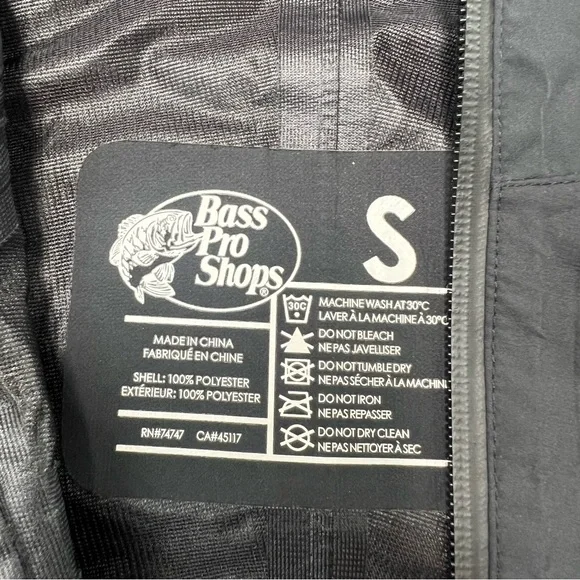 Bass
Pro
Shops®
S
MADE IN CHINA
FABRIQUÉ EN CHINE
SHELL: 100% POLYESTER
EXTÉRIEUR: 100% POLYESTER
RN#74747 CA#45117
30C
MACHINE WASH AT 30°C
LAVER À LA MACHINE À 30°C
DO NOT BLEACH
NE PAS JAVELLISER
DO NOT TUMBLE DRY
NE PAS SÉCHER À LA MACHIN
DO NOT IRON
NE PAS REPASSER
DO NOT DRY CLEAN
NE PAS NETTOYER À SEC